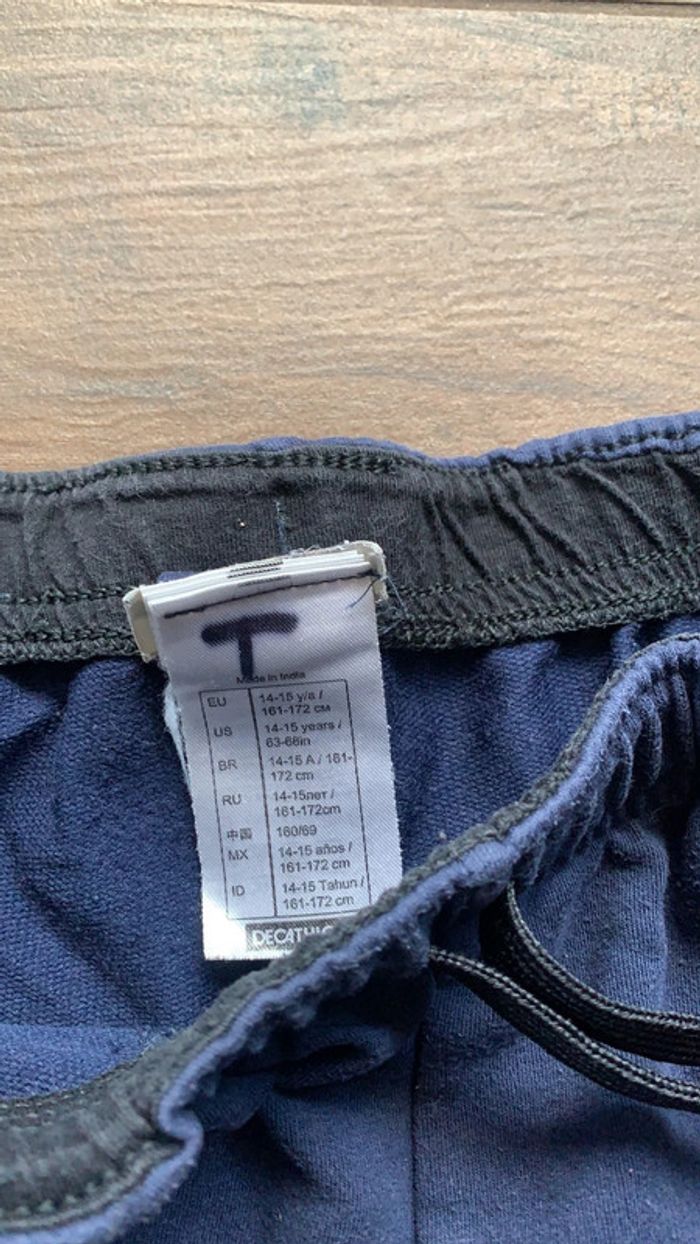 T
Made in India
EU 14-15 y/a /
161-172 см
US 14-15 years /
63-66in
BR 14-15 A / 161-
172 cm
RU 14-15лет /
161-172cm
中国 160/69
MX 14-15 años /
161-172 cm
ID 14-15 Tahun /
161-172 cm